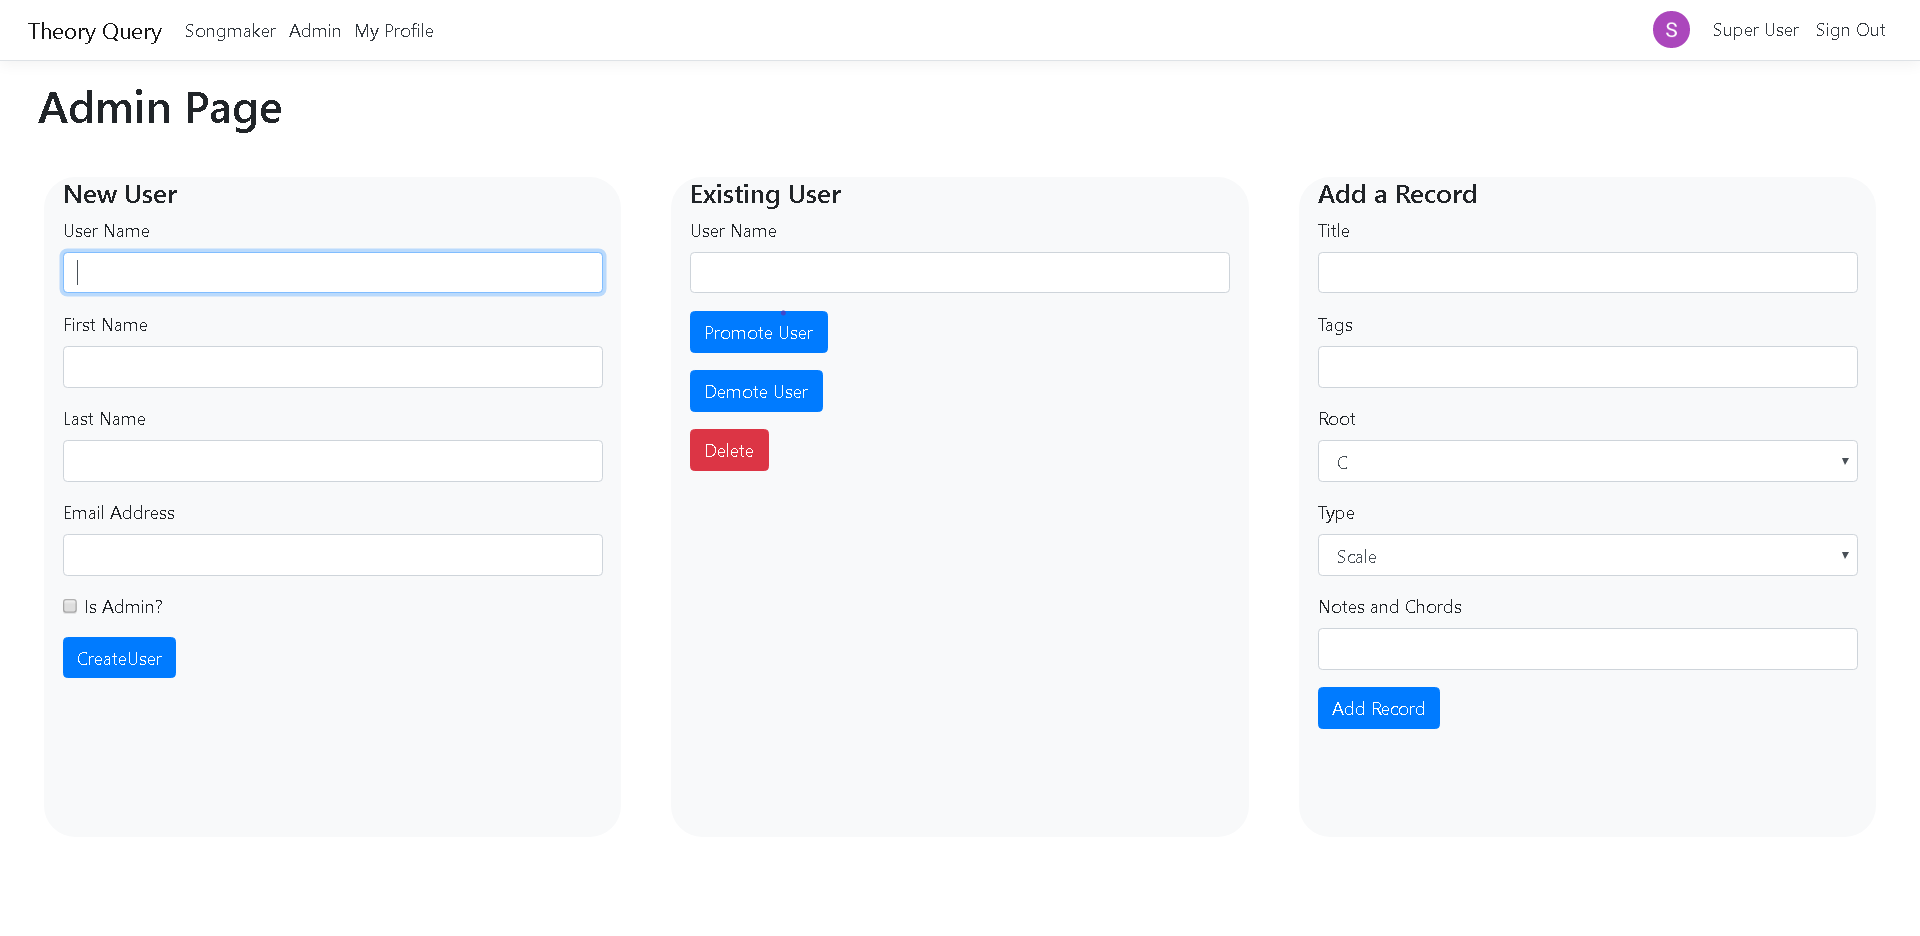 Theory Query Songmaker Admin My Profile S Super User Sign Out
Admin Page
New User
User Name
First Name
Last Name
Email Address
Is Admin?
CreateUser
Existing User
User Name
Promote User
Demote User
Delete
Add a Record
Title
Tags
Root
C
Type
Scale
Notes and Chords
Add Record